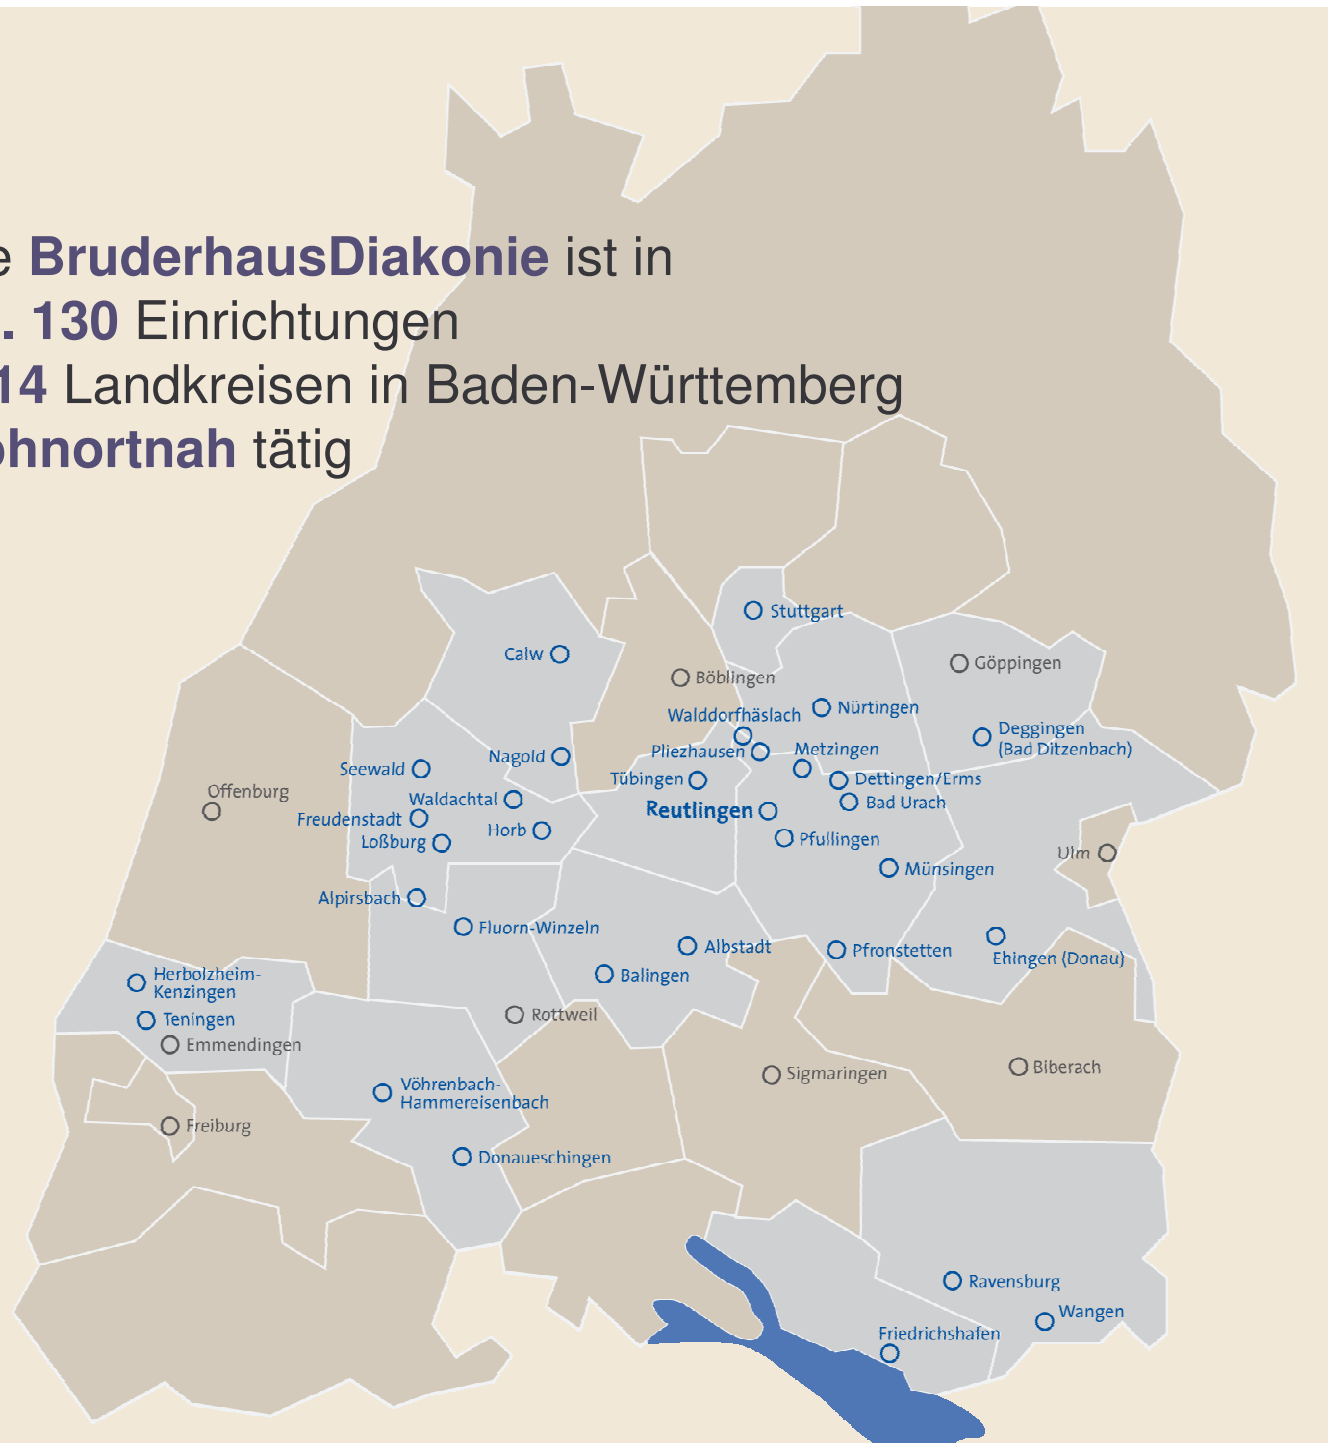 e BruderhausDiakonie ist in
. 130 Einrichtungen
14 Landkreisen in Baden-Württemberg
ohnortnah tätig
Stuttgart
Calw
Göppingen
Böblingen
Walddorfhäslach
Nürtingen
Deggingen
(Bad Ditzenbach)
Nagold
Pliezhausen
Metzingen
Seewald
Tübingen
Dettingen/Erms
Offenburg
Waldachtal
Bad Urach
Reutlingen
Freudenstadt
Horb
Loßburg
Pfullingen
Ulm
Münsingen
Alpirsbach
Fluorn-Winzeln
Albstadt
Pfronstetten
Ehingen (Donau)
Herbolzheim-
Kenzingen
Balingen
Teningen
Rottweil
Emmendingen
Biberach
Sigmaringen
Vöhrenbach-
Hammereisenbach
Freiburg
Donaueschingen
Ravensburg
Wangen
Friedrichshafen